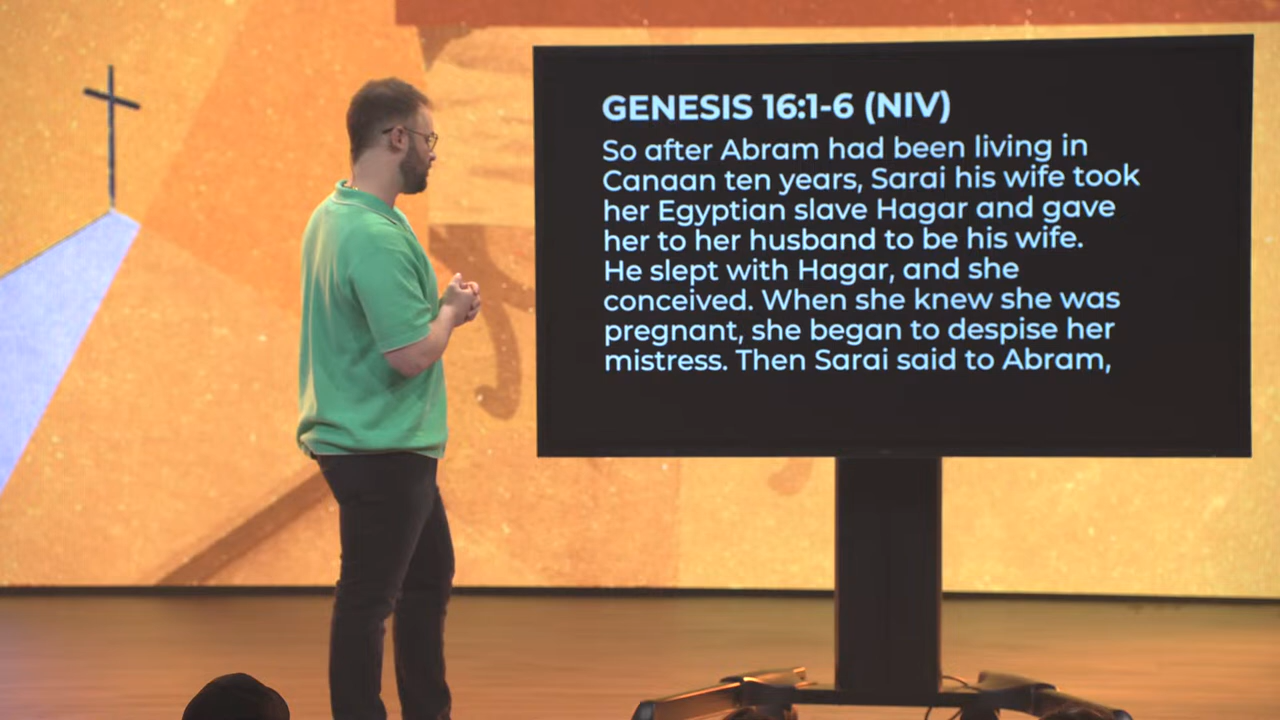 GENESIS 16:1-6 (NIV)
So after Abram had been living in
Canaan ten years, Sarai his wife took
her Egyptian slave Hagar and gave
her to her husband to be his wife.
He slept with Hagar, and she
conceived. When she knew she was
pregnant, she began to despise her
mistress. Then Sarai said to Abram,